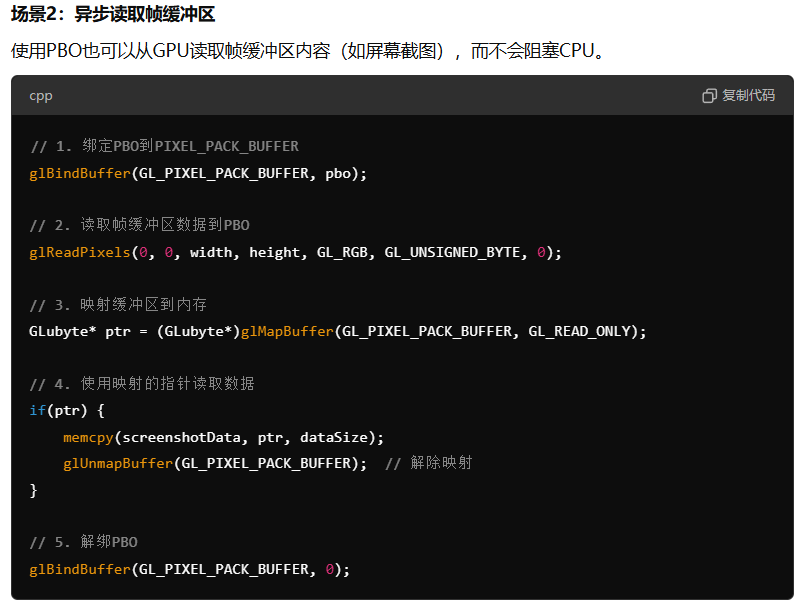 场景2：异步读取帧缓冲区
使用PBO也可以从GPU读取帧缓冲区内容（如屏幕截图），而不会阻塞CPU。
cpp
复制代码
// 1. 绑定PBO到PIXEL_PACK_BUFFER
glBindBuffer(GL_PIXEL_PACK_BUFFER, pbo);
// 2. 读取帧缓冲区数据到PBO
glReadPixels(0, 0, width, height, GL_RGB, GL_UNSIGNED_BYTE, 0);
// 3. 映射缓冲区到内存
GLubyte* ptr = (GLubyte*)glMapBuffer(GL_PIXEL_PACK_BUFFER, GL_READ_ONLY);
// 4. 使用映射的指针读取数据
if(ptr) {
    memcpy(screenshotData, ptr, dataSize);
    glUnmapBuffer(GL_PIXEL_PACK_BUFFER);  // 解除映射
}
// 5. 解绑PBO
glBindBuffer(GL_PIXEL_PACK_BUFFER, 0);